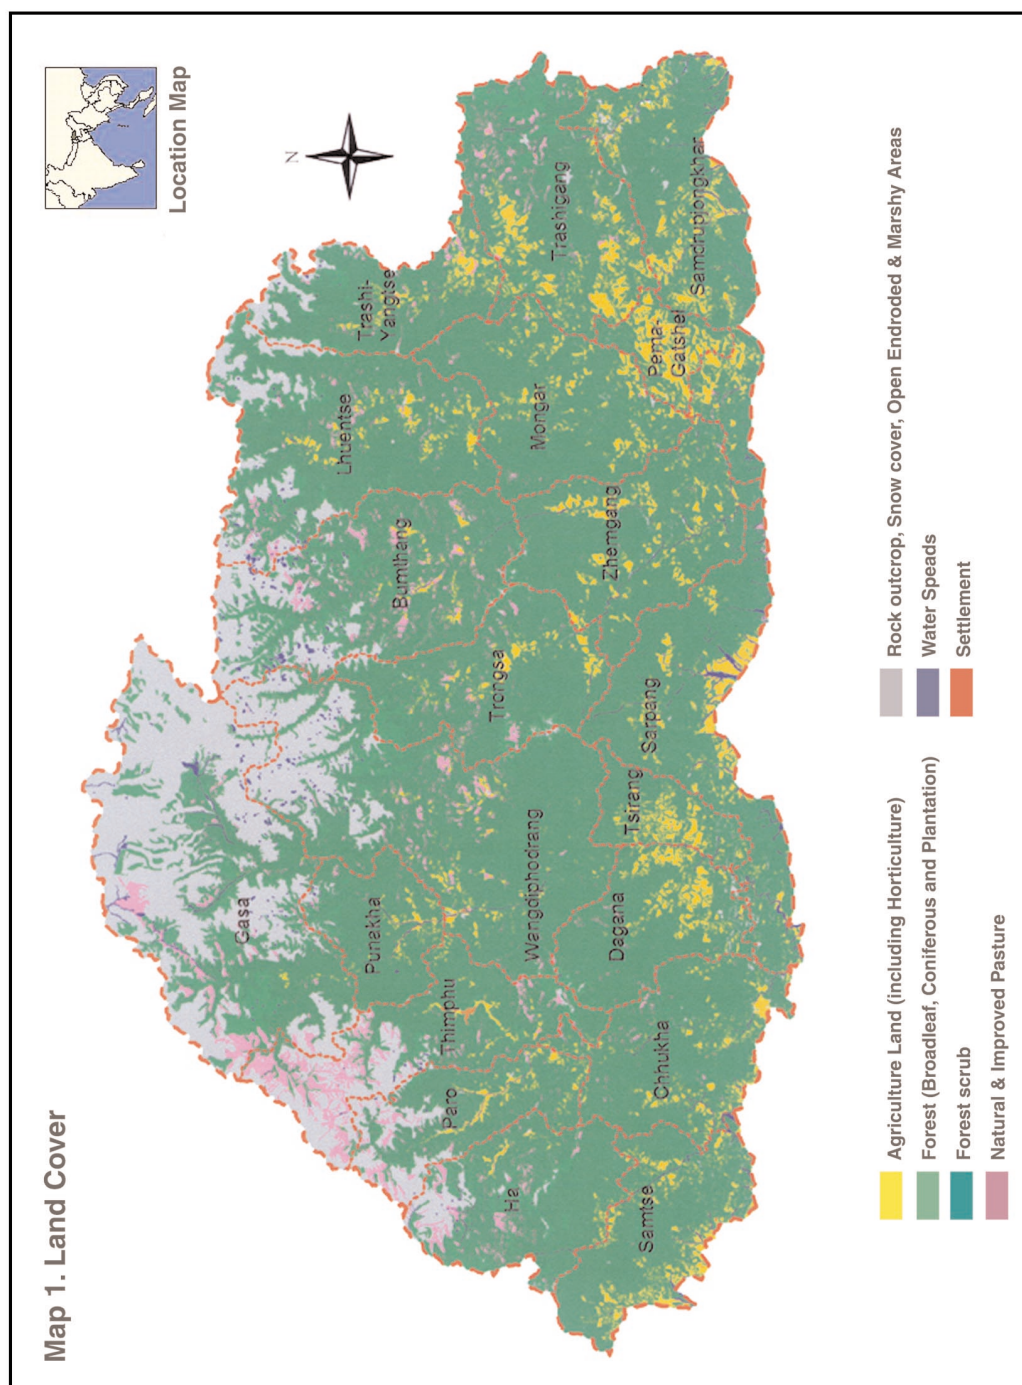 Map 1. Land Cover
Location Map
N
Gasa
Punakha
Thimphu
Paro
Ha
Samtse
Chhukha
Dagana
Wangdiphodrang
Tsirang
Sarpang
Trongsa
Bumthang
Zhemgang
Lhuentse
Mongar
Trashi-
Yangtse
Trashigang
Pema-
Gatshel
Samdrupjongkhar
Agriculture Land (including Horticulture)
Forest (Broadleaf, Coniferous and Plantation)
Forest scrub
Natural & Improved Pasture
Rock outcrop, Snow cover, Open Endroded & Marshy Areas
Water Speads
Settlement